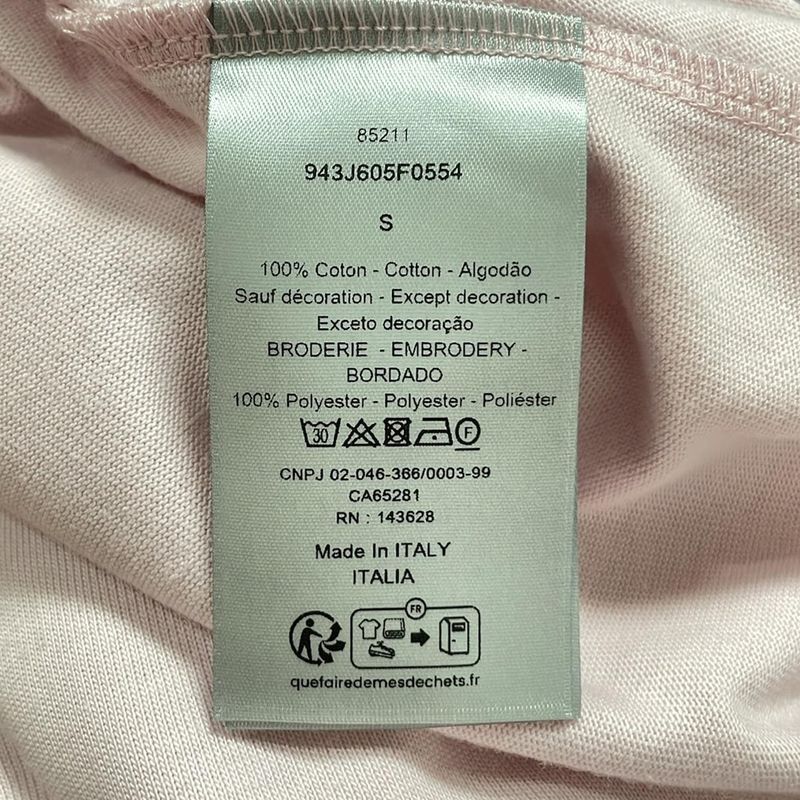 85211
943J605F0554
S
100% Coton - Cotton - Algodão
Sauf décoration - Except decoration -
Exceto decoração
BRODERIE - EMBRODERY -
BORDADO
100% Polyester - Polyester - Poliéster
30 F
CNPJ 02-046-366/0003-99
CA65281
RN : 143628
Made In ITALY
ITALIA
FR
quefairedemesdechets.fr